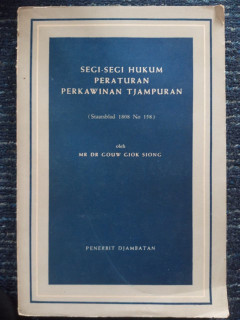 SEGI-SEGI HUKUM
PERATURAN
PERKAWINAN TJAMPURAN
(Staatsblad 1898 No 158)
oleh
MR DR GOUW GIOK SIONG
PENERBIT DJAMBATAN